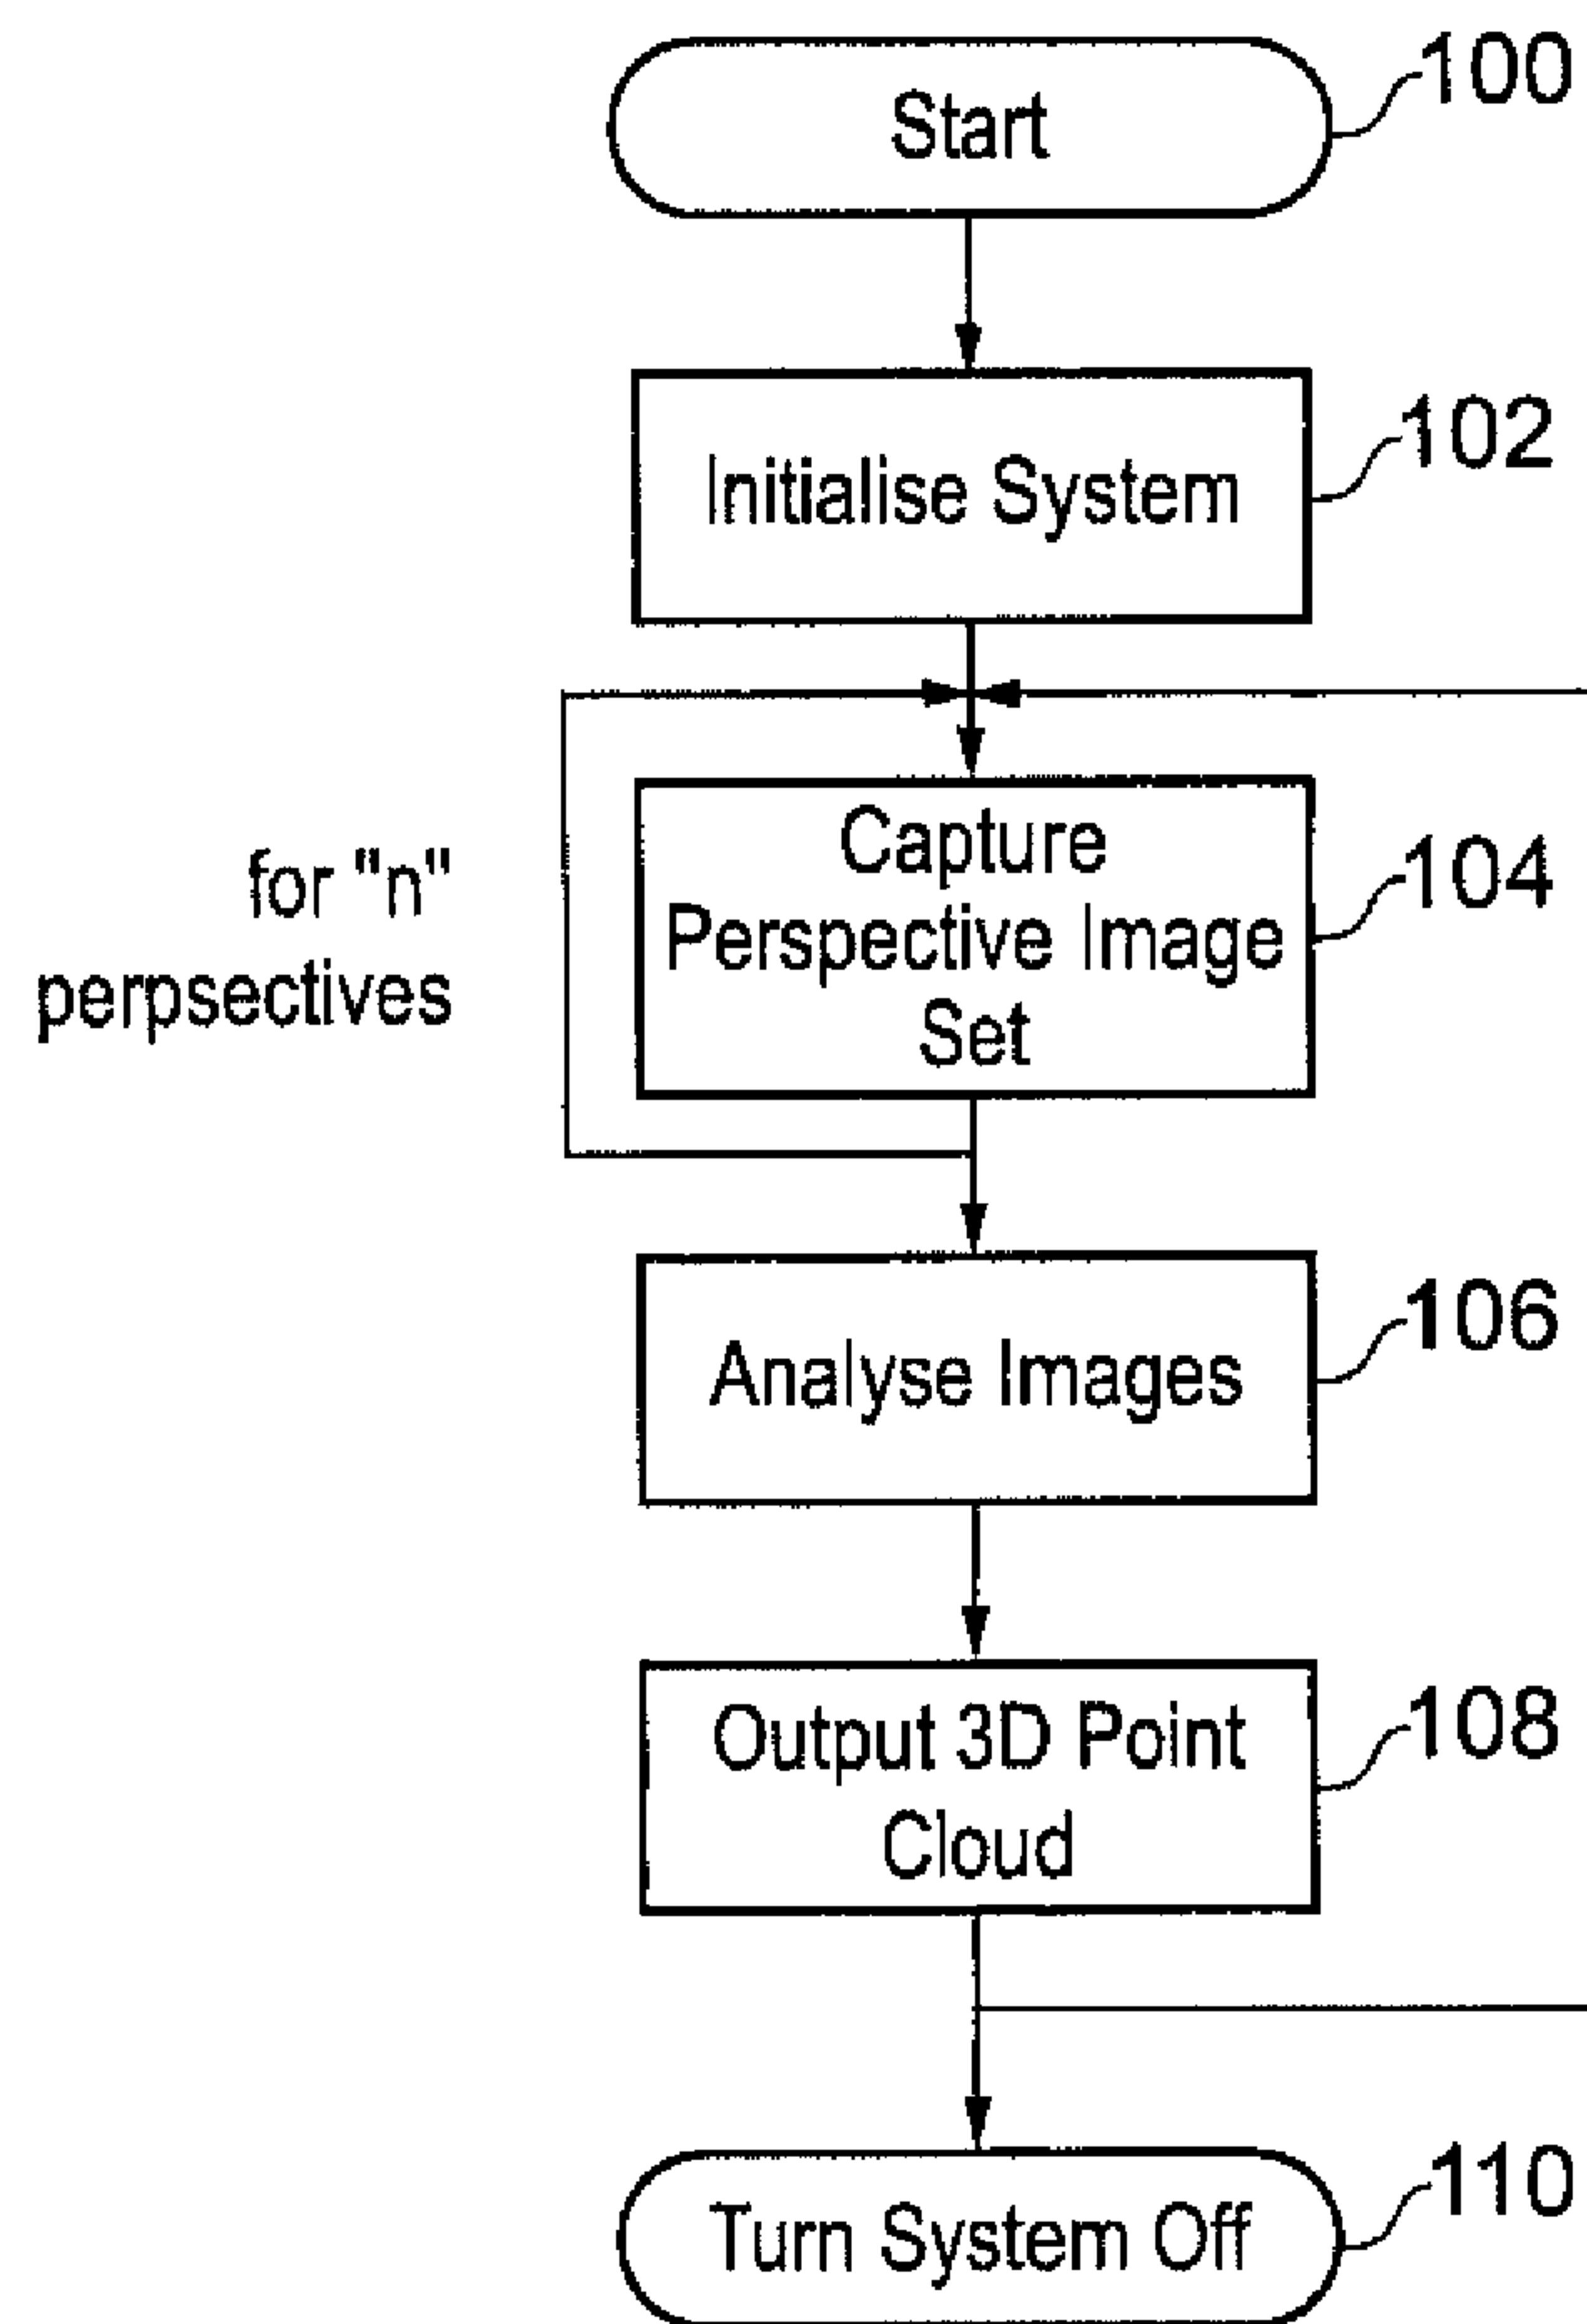 Start
100
Initialise System
102
for "n"
perpsectives
Capture
Perspective Image
Set
104
Analyse Images
106
Output 3D Point
Cloud
108
Turn System Off
110